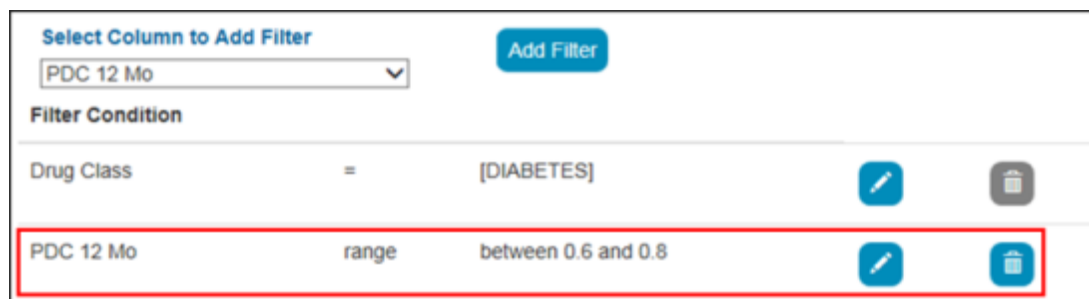 Select Column to Add Filter
Add Filter
PDC 12 Mo
Filter Condition
Drug Class = [DIABETES]
PDC 12 Mo range between 0.6 and 0.8